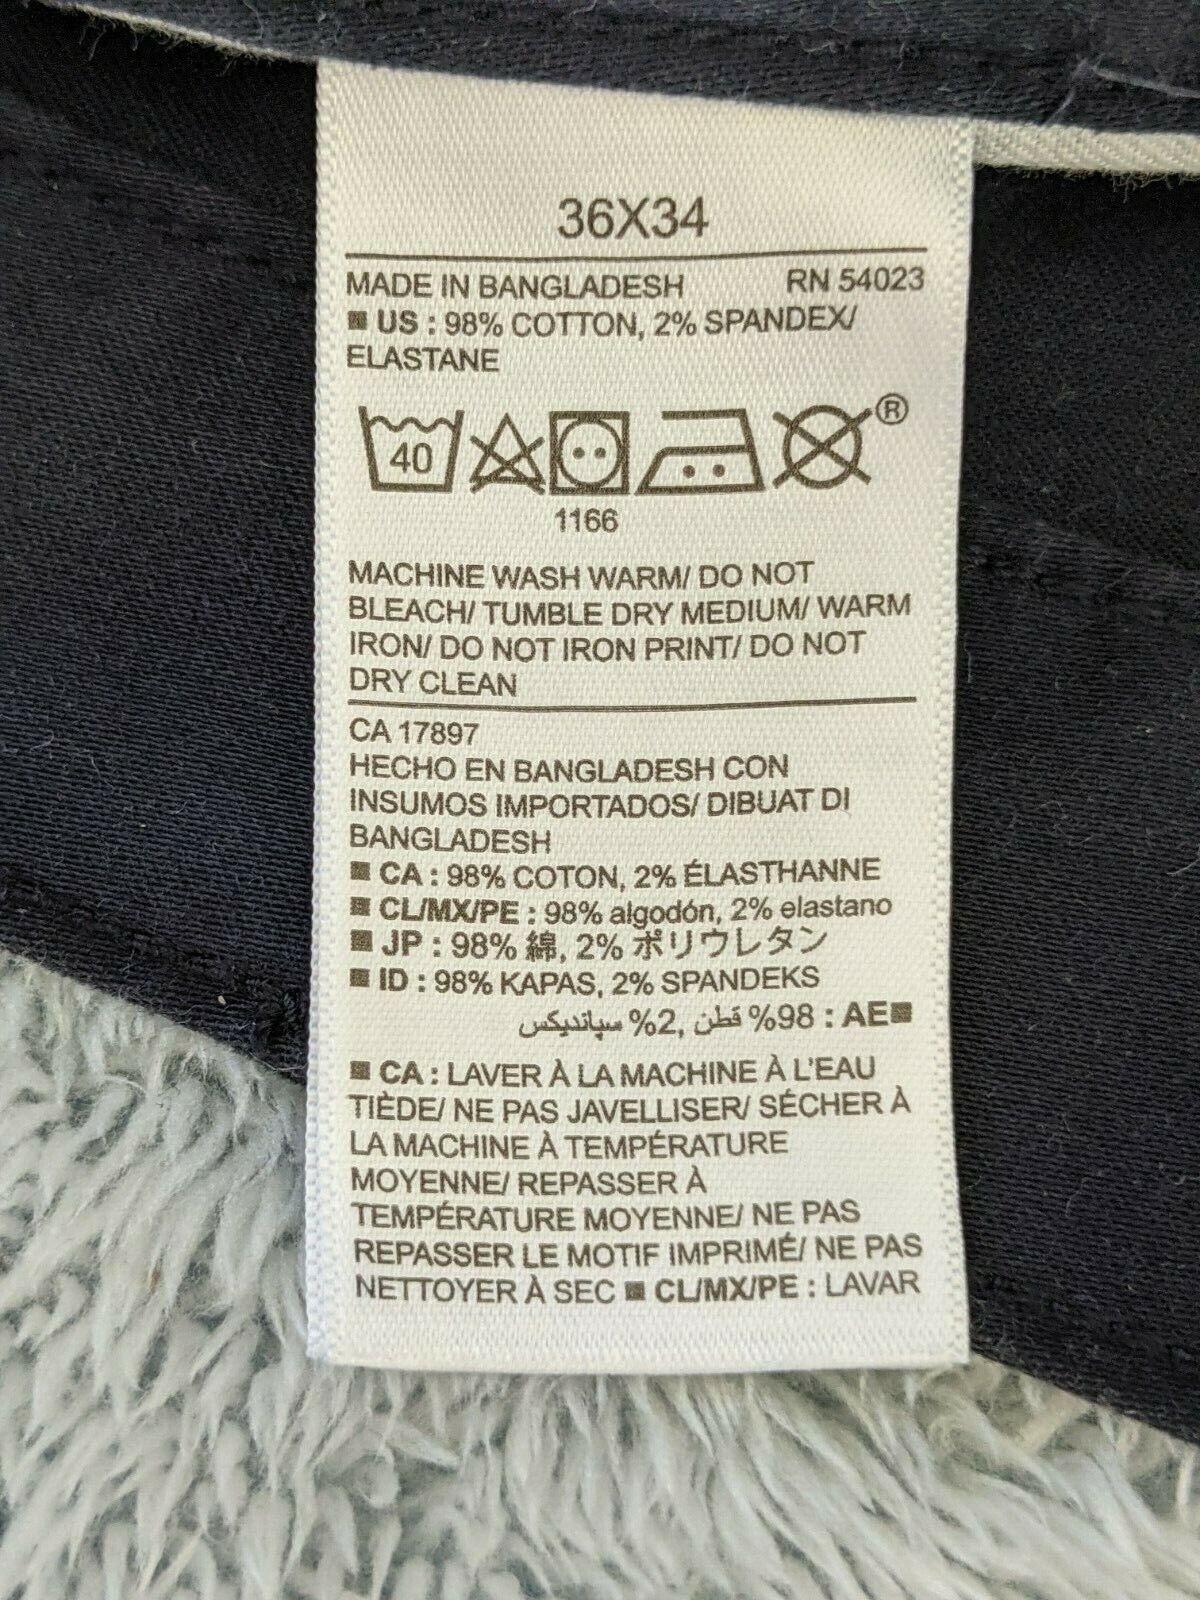 36X34
MADE IN BANGLADESH RN 54023
■ US : 98% COTTON, 2% SPANDEX/
ELASTANE
40 ®
1166
MACHINE WASH WARM/ DO NOT
BLEACH/ TUMBLE DRY MEDIUM/ WARM
IRON/ DO NOT IRON PRINT/ DO NOT
DRY CLEAN
CA 17897
HECHO EN BANGLADESH CON
INSUMOS IMPORTADOS/ DIBUAT DI
BANGLADESH
■ CA : 98% COTON, 2% ÉLASTHANNE
■ CL/MX/PE : 98% algodón, 2% elastano
■ JP : 98% 綿, 2% ポリウレタン
■ ID : 98% KAPAS, 2% SPANDEKS
■AE : 98% قطن, 2% سباندیکس
■ CA : LAVER À LA MACHINE À L'EAU
TIÈDE/ NE PAS JAVELLISER/ SÉCHER À
LA MACHINE À TEMPÉRATURE
MOYENNE/ REPASSER À
TEMPÉRATURE MOYENNE/ NE PAS
REPASSER LE MOTIF IMPRIMÉ/ NE PAS
NETTOYER À SEC ■ CL/MX/PE : LAVAR